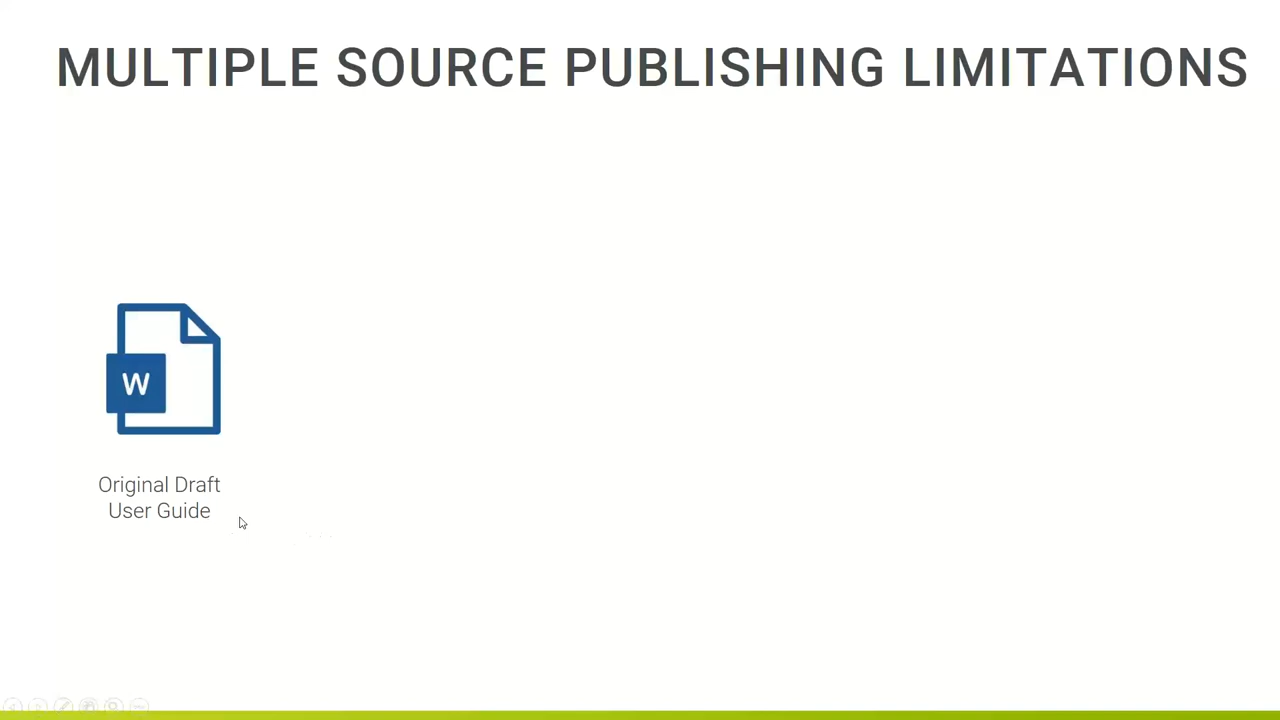 MULTIPLE SOURCE PUBLISHING LIMITATIONS
W
Original Draft
User Guide